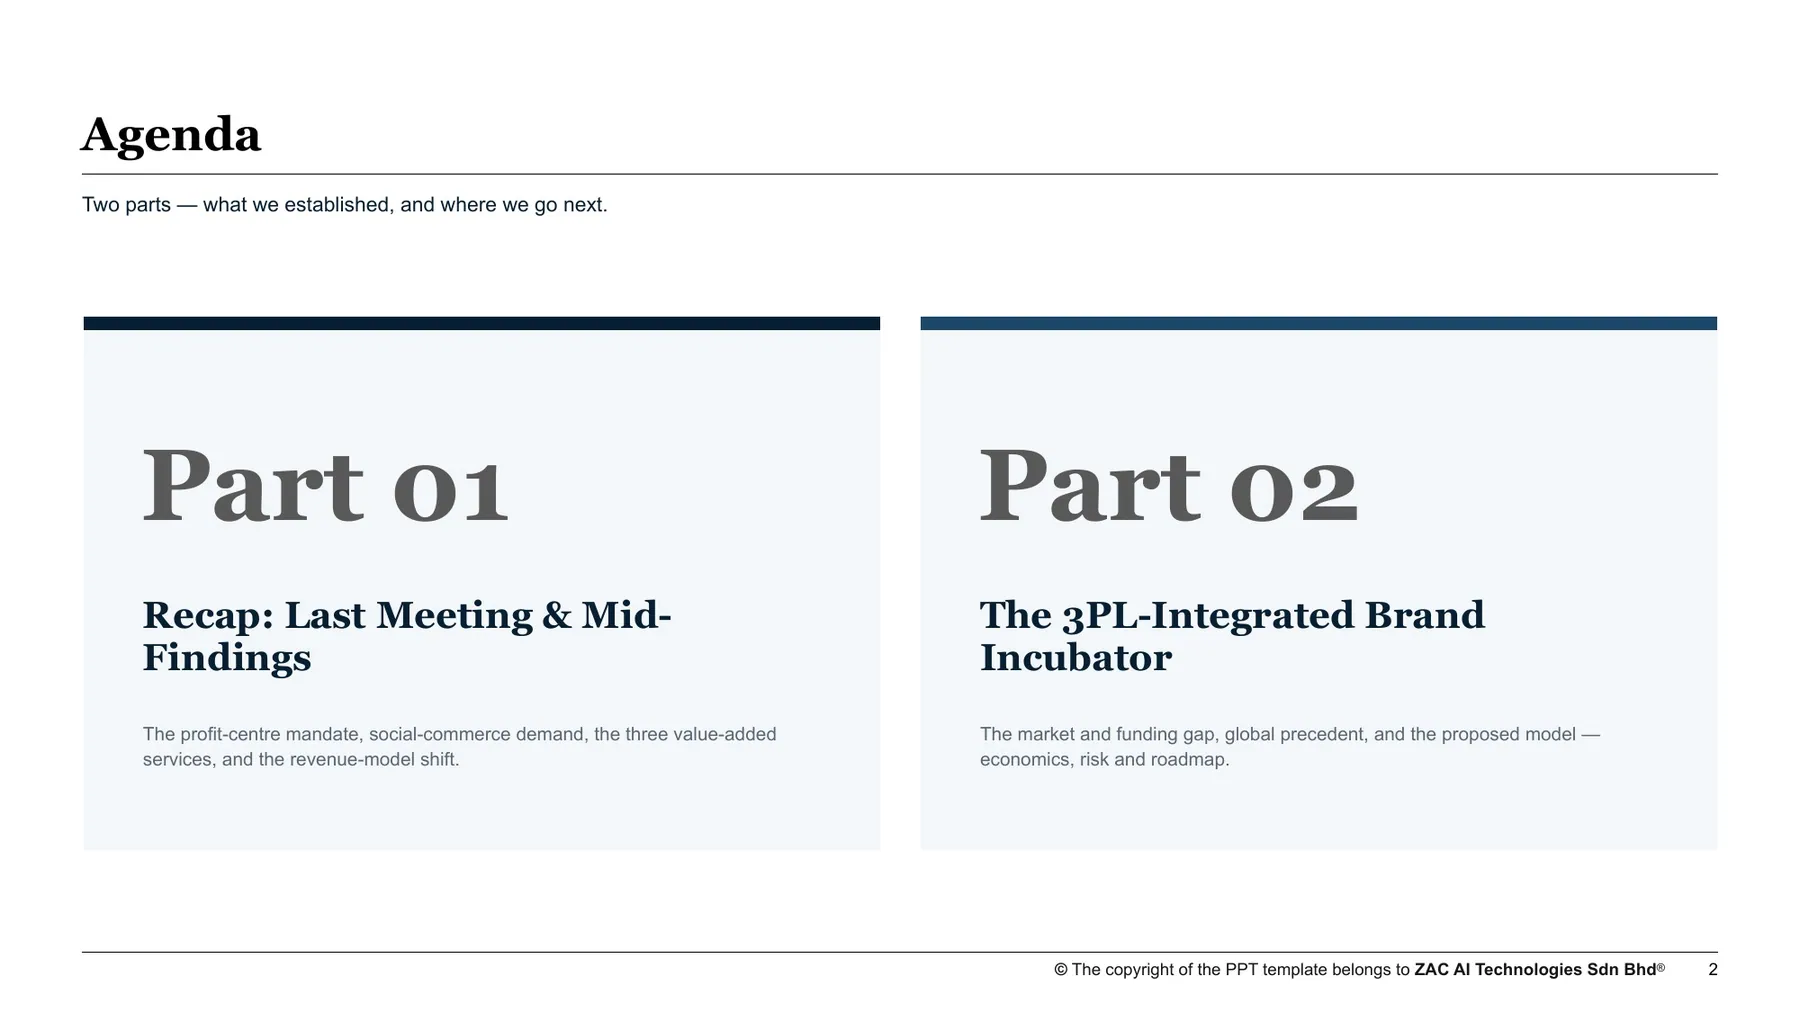 Agenda
Two parts — what we established, and where we go next.
Part 01
Recap: Last Meeting & Mid-
Findings
The profit-centre mandate, social-commerce demand, the three value-added
services, and the revenue-model shift.
Part 02
The 3PL-Integrated Brand
Incubator
The market and funding gap, global precedent, and the proposed model —
economics, risk and roadmap.
© The copyright of the PPT template belongs to ZAC AI Technologies Sdn Bhd® 2